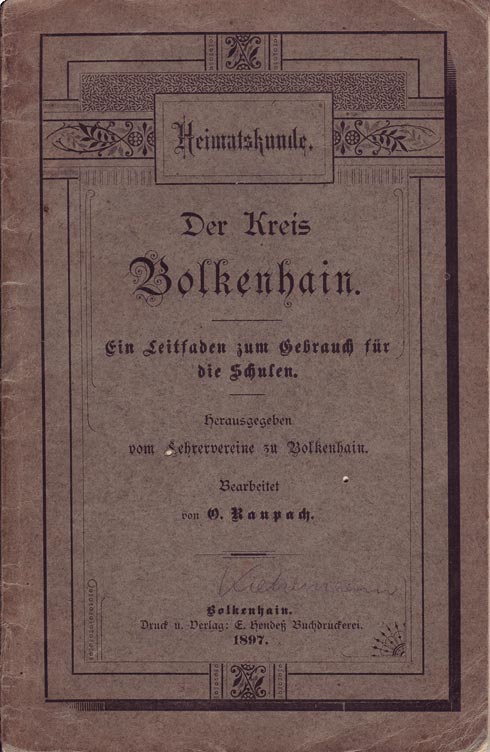 Heimatskunde.
Der Kreis
Bolkenhain.
Ein Leitfaden zum Gebrauch für
die Schulen.
Herausgegeben
vom Lehrervereine zu Bolkenhain.
Bearbeitet
von O. Raupach.
Bolkenhain.
Druck u. Verlag: E. Hendeß Buchdruckerei.
1897.